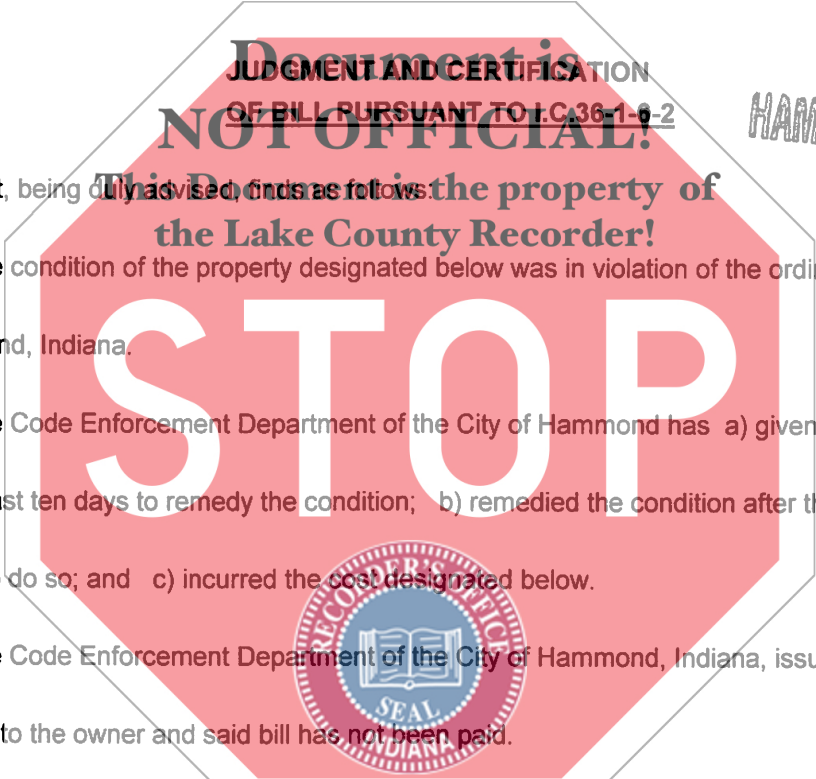 Document is
JUDGMENT AND CERTIFICATION
NOT OFFICIAL!
OF BILL PURSUANT TO I.C. 36-1-6-2
HAM
, being duly advised, finds as follows:
This Document is the property of
the Lake County Recorder!
condition of the property designated below was in violation of the ordi
nd, Indiana.
STOP
Code Enforcement Department of the City of Hammond has a) given
st ten days to remedy the condition; b) remedied the condition after th
do so; and c) incurred the cost designated below.
RECORDER'S OFFICE
Code Enforcement Department of the City of Hammond, Indiana, issu
SEAL
INDIANA
to the owner and said bill has not been paid.